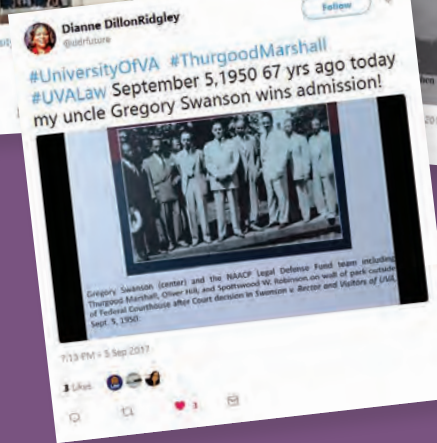 Follow
Dianne DillonRidgley
#UniversityOfVA #ThurgoodMarshall
#UVALaw September 5,1950 67 yrs ago today
my uncle Gregory Swanson wins admission!
Gregory Swanson (center) and the NAACP Legal Defense Fund team including
Thurgood Marshall, Oliver Hill, and Spottswood W. Robinson on wall of park outside
of Federal Courthouse after Court decision in Swanson v. Rector and Visitors of UVA,
Sept. 5, 1950.
7:13 PM - 5 Sep 2017
3 Likes
3